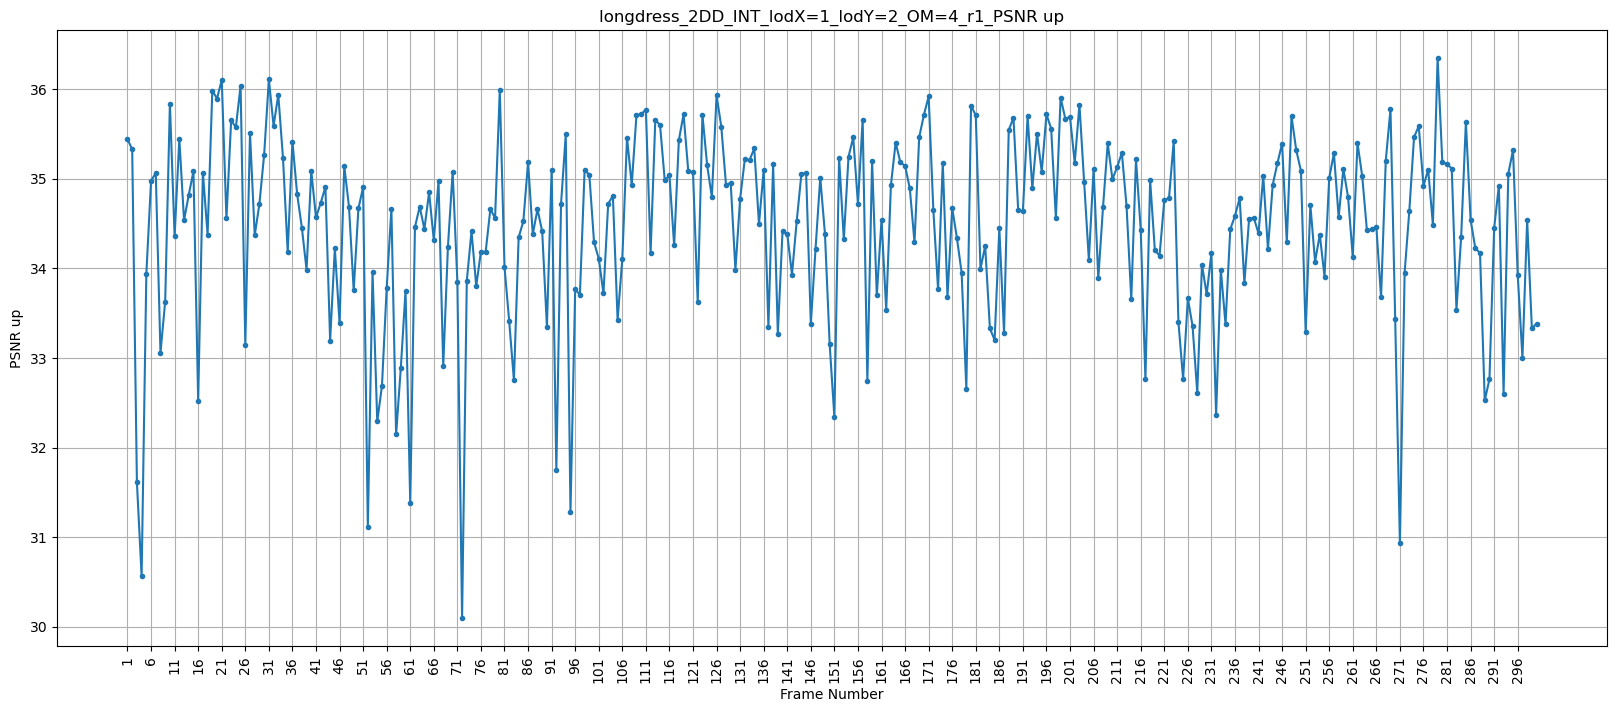 longdress_2DD_INT_lodX=1_lodY=2_OM=4_r1_PSNR up
PSNR up
36
35
34
33
32
31
30
1 6 11 16 21 26 31 36 41 46 51 56 61 66 71 76 81 86 91 96 101 106 111 116 121 126 131 136 141 146 151 156 161 166 171 176 181 186 191 196 201 206 211 216 221 226 231 236 241 246 251 256 261 266 271 276 281 286 291 296
Frame Number